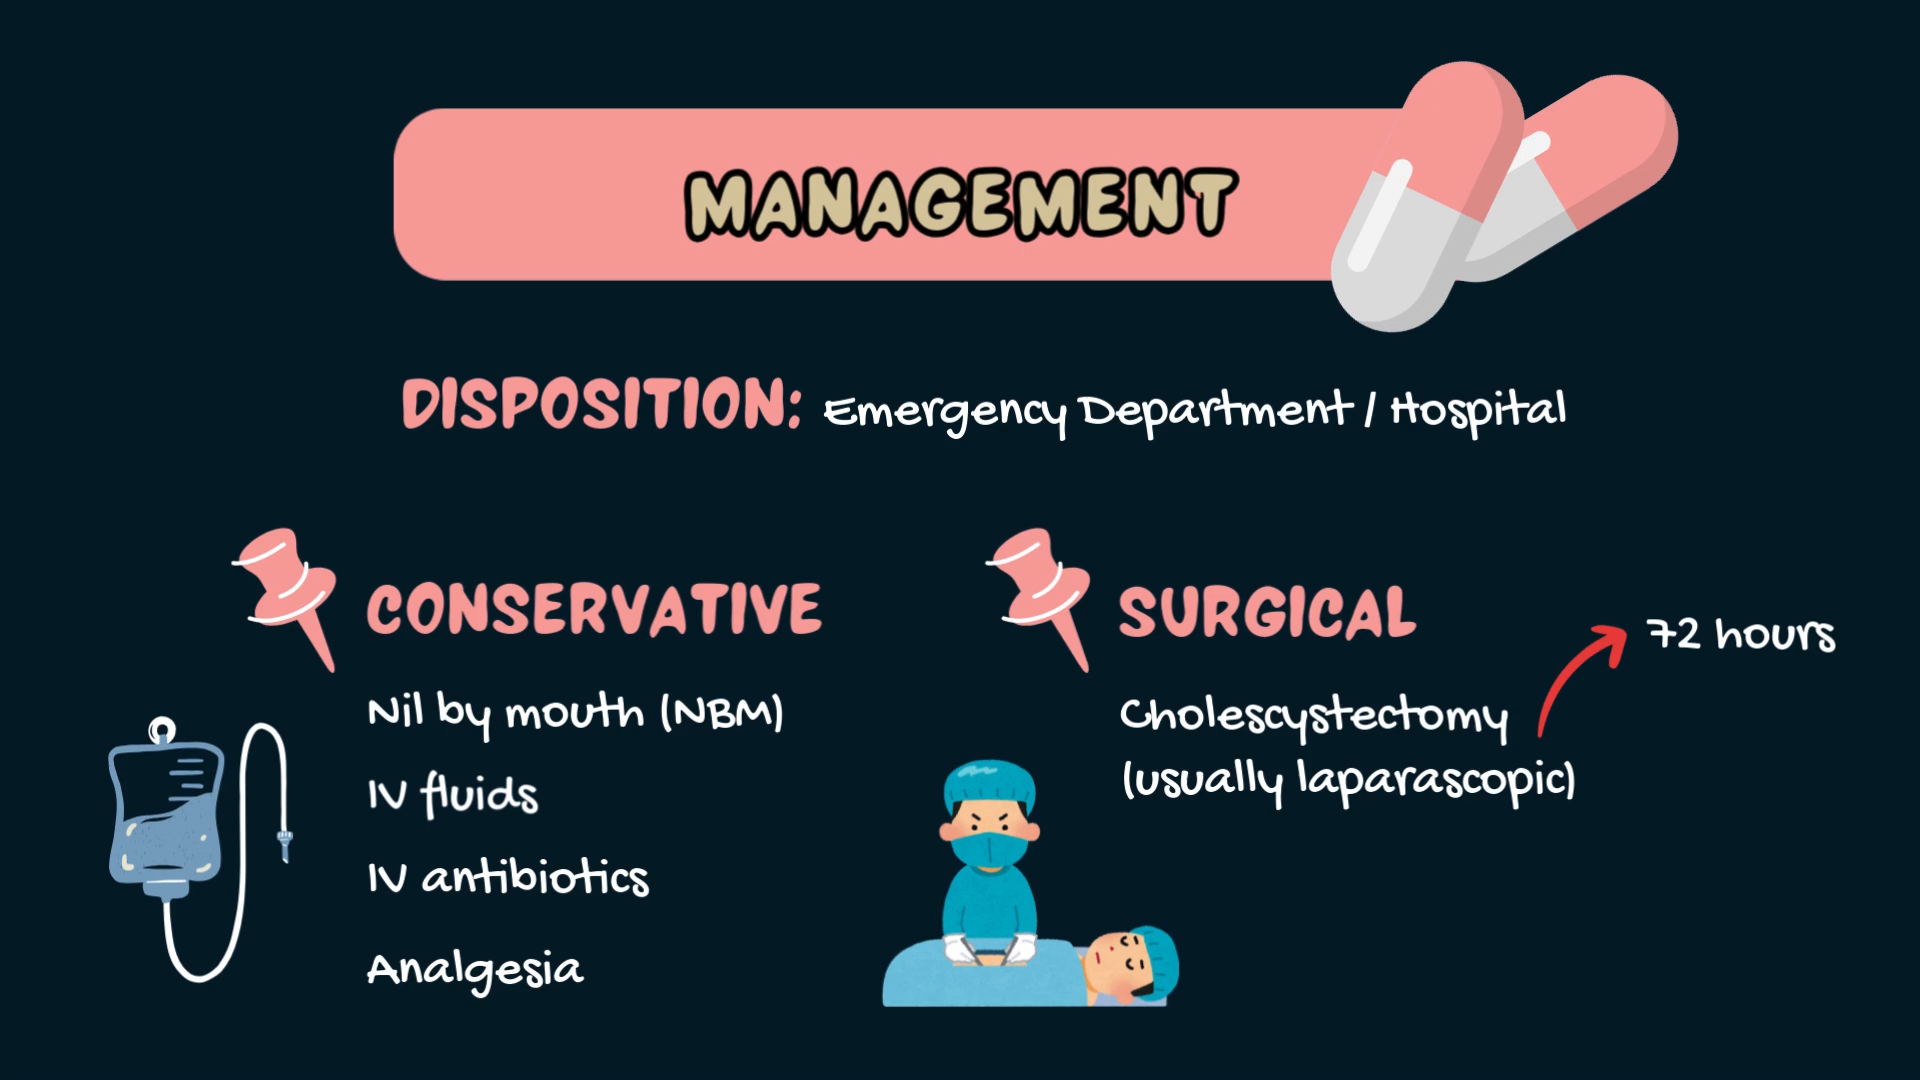 MANAGEMENT
DISPOSITION: Emergency Department / Hospital
CONSERVATIVE
Nil by mouth (NBM)
IV fluids
IV antibiotics
Analgesia
SURGICAL
72 hours
Cholescystectomy
(usually laparascopic)